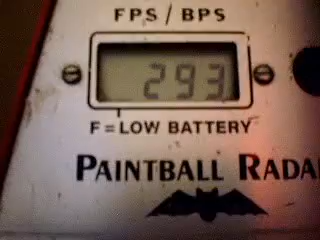 FPS / BPS
293
F = LOW BATTERY
PAINTBALL RADA